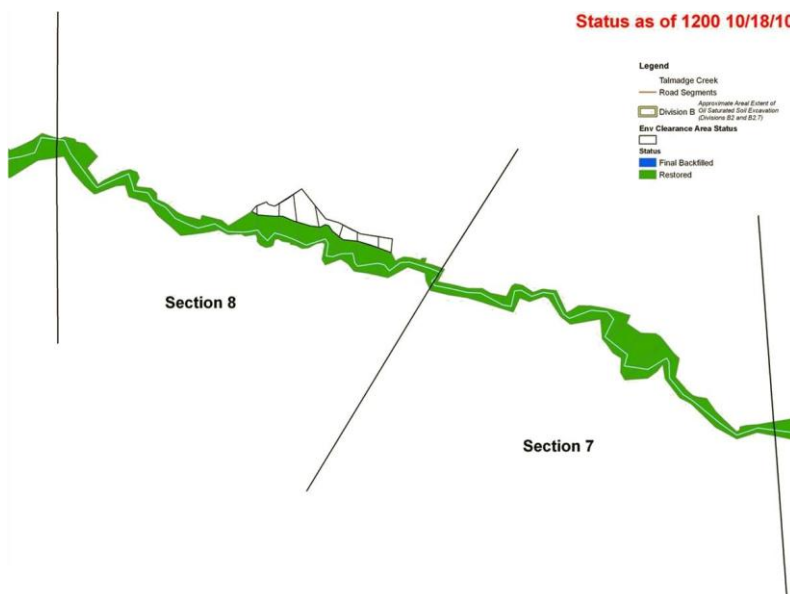 Status as of 1200 10/18/10
Legend
Talmadge Creek
Road Segments
Division B
Approximate Areal Extent of
Oil Saturated Soil Excavation
(Divisions B2 and B2.7)
Env Clearance Area Status
Status
Final Backfilled
Restored
Section 8
Section 7